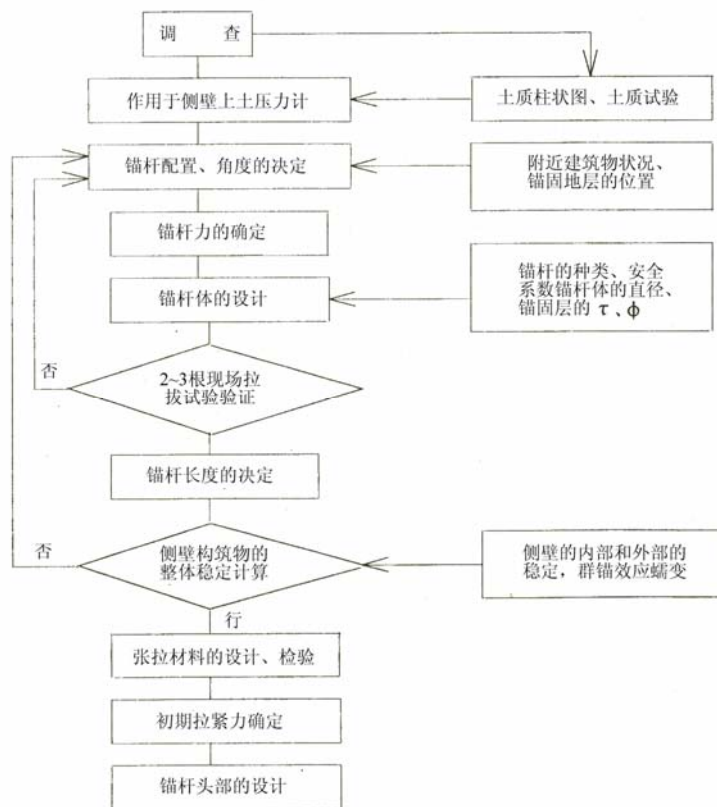 调 查
作用于侧壁上土压力计
土质柱状图、土质试验
锚杆配置、角度的决定
附近建筑物状况、
锚固地层的位置
锚杆力的确定
锚杆体的设计
锚杆的种类、安全
系数锚杆体的直径、
锚固层的 τ、ϕ
否
2~3根现场拉
拔试验验证
锚杆长度的决定
否
侧壁构筑物的
整体稳定计算
侧壁的内部和外部的
稳定，群锚效应蠕变
行
张拉材料的设计、检验
初期拉紧力确定
锚杆头部的设计